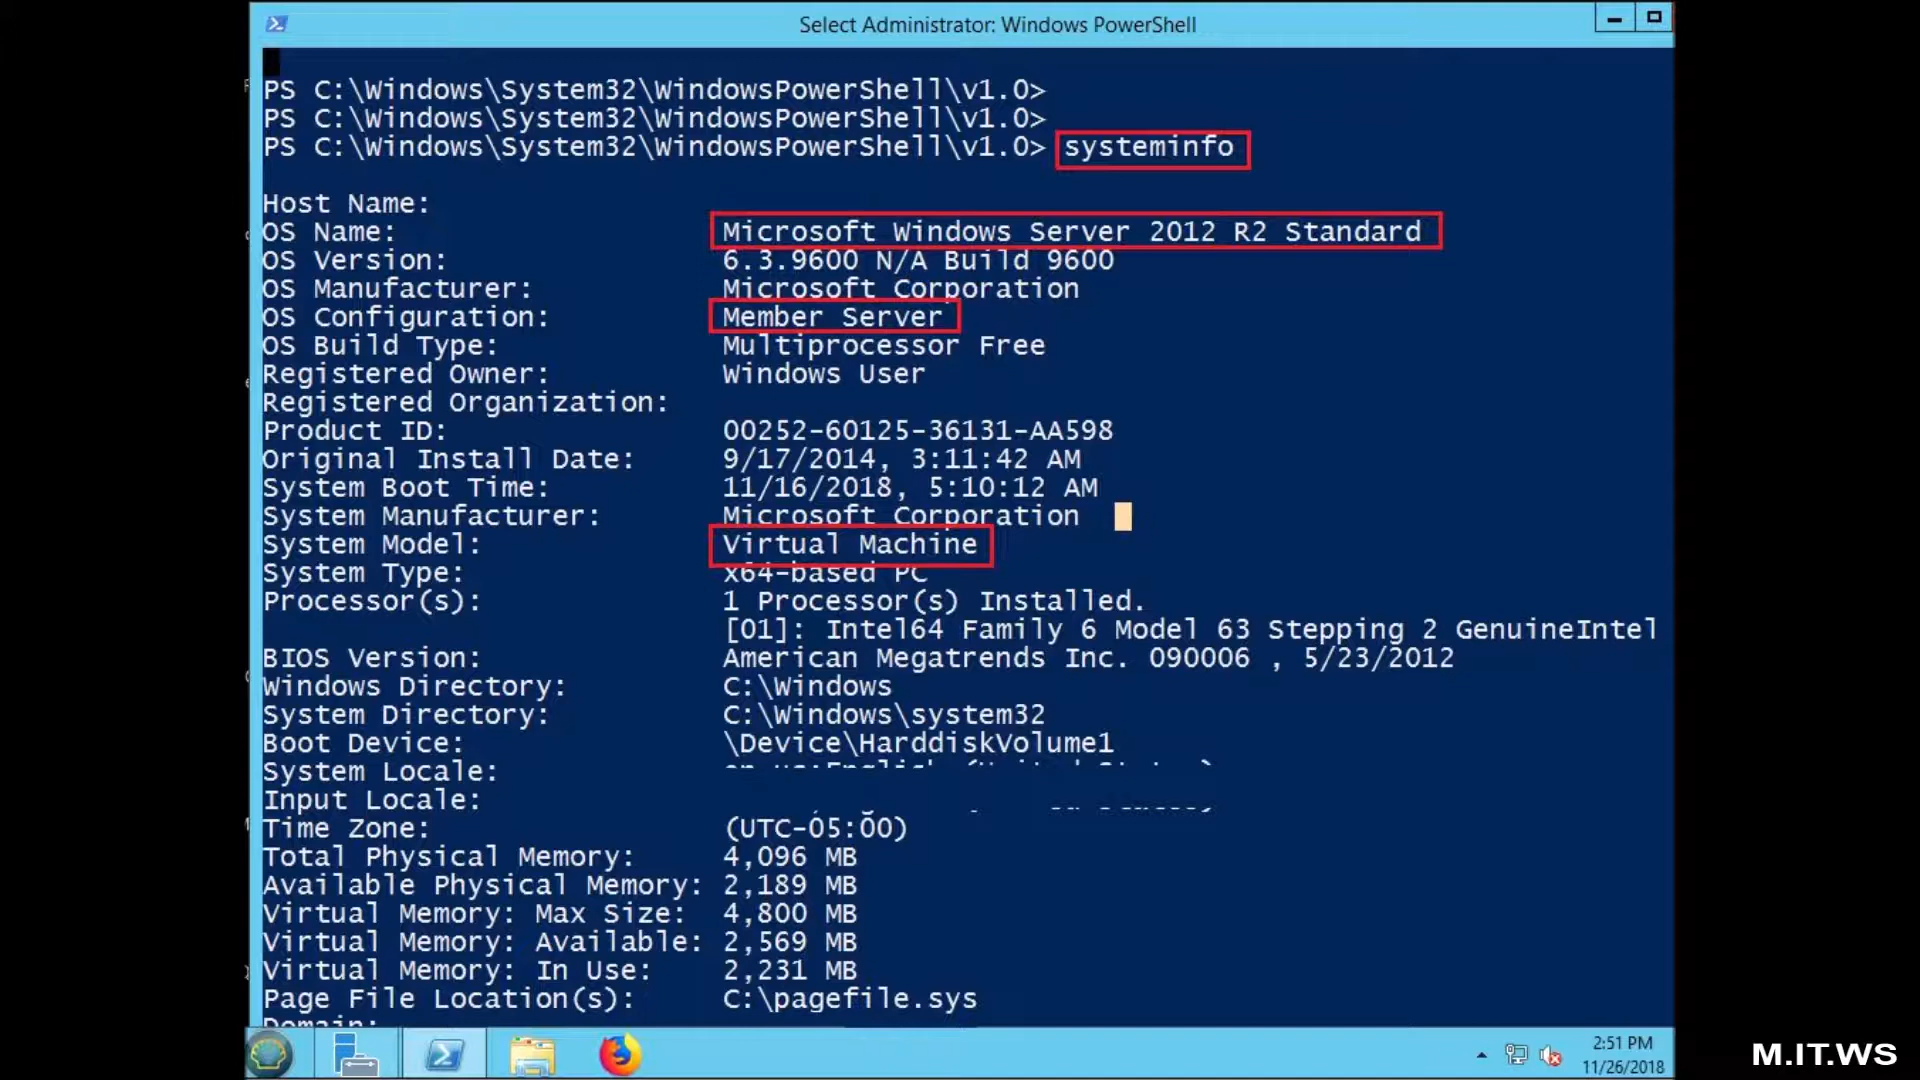 Select Administrator: Windows PowerShell
PS C:\Windows\System32\WindowsPowerShell\v1.0>
PS C:\Windows\System32\WindowsPowerShell\v1.0>
PS C:\Windows\System32\WindowsPowerShell\v1.0> systeminfo
Host Name:
OS Name: Microsoft Windows Server 2012 R2 Standard
OS Version: 6.3.9600 N/A Build 9600
OS Manufacturer: Microsoft Corporation
OS Configuration: Member Server
OS Build Type: Multiprocessor Free
Registered Owner: Windows User
Registered Organization:
Product ID: 00252-60125-36131-AA598
Original Install Date: 9/17/2014, 3:11:42 AM
System Boot Time: 11/16/2018, 5:10:12 AM
System Manufacturer: Microsoft Corporation
System Model: Virtual Machine
System Type: x64-based PC
Processor(s): 1 Processor(s) Installed.
[01]: Intel64 Family 6 Model 63 Stepping 2 GenuineIntel
BIOS Version: American Megatrends Inc. 090006 , 5/23/2012
Windows Directory: C:\Windows
System Directory: C:\Windows\system32
Boot Device: \Device\HarddiskVolume1
System Locale:
Input Locale:
Time Zone: (UTC-05:00)
Total Physical Memory: 4,096 MB
Available Physical Memory: 2,189 MB
Virtual Memory: Max Size: 4,800 MB
Virtual Memory: Available: 2,569 MB
Virtual Memory: In Use: 2,231 MB
Page File Location(s): C:\pagefile.sys
Domain:
2:51 PM
11/26/2018
M.IT.WS